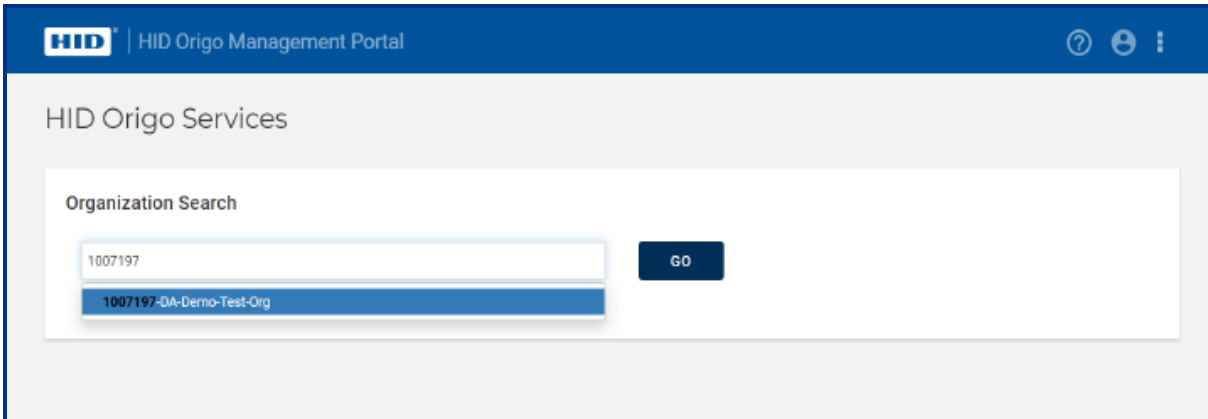 HID® | HID Origo Management Portal
HID Origo Services
Organization Search
1007197
GO
1007197-DA-Demo-Test-Org